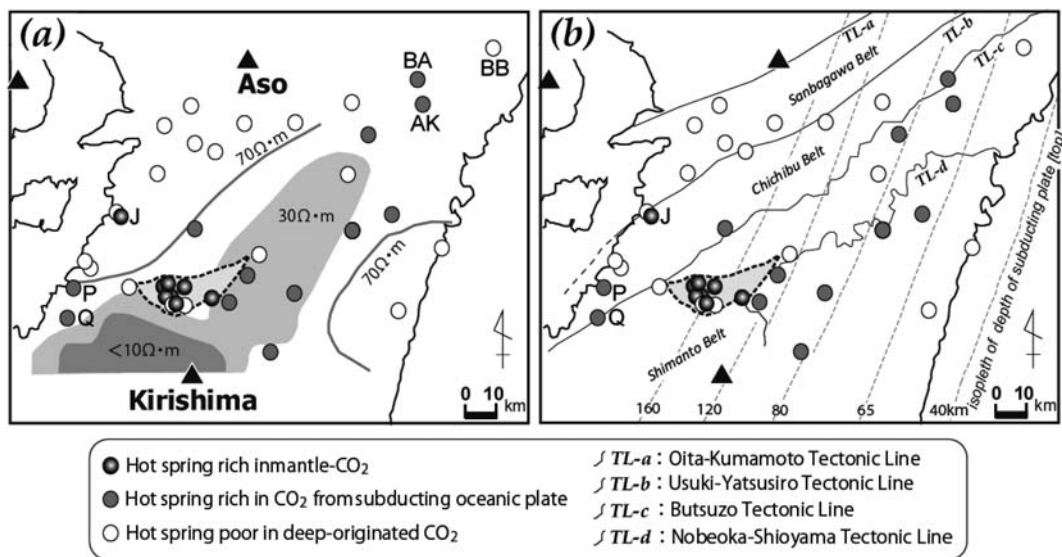 (a)
BB
BA
Aso
AK
70Ω·m
30Ω·m
J
70Ω·m
P
Q
<10Ω·m
Kirishima
0 10
km
(b)
TL-a
TL-b
TL-c
Sanbagawa Belt
Chichibu Belt
TL-d
J
P
Q
Shimanto Belt
isopleth of depth of subducting plate (top)
160 120 80 65 40km
0 10
km
Hot spring rich inmantle-CO₂
Hot spring rich in CO₂ from subducting oceanic plate
Hot spring poor in deep-originated CO₂
TL-a : Oita-Kumamoto Tectonic Line
TL-b : Usuki-Yatsusiro Tectonic Line
TL-c : Butsuzo Tectonic Line
TL-d : Nobeoka-Shioyama Tectonic Line